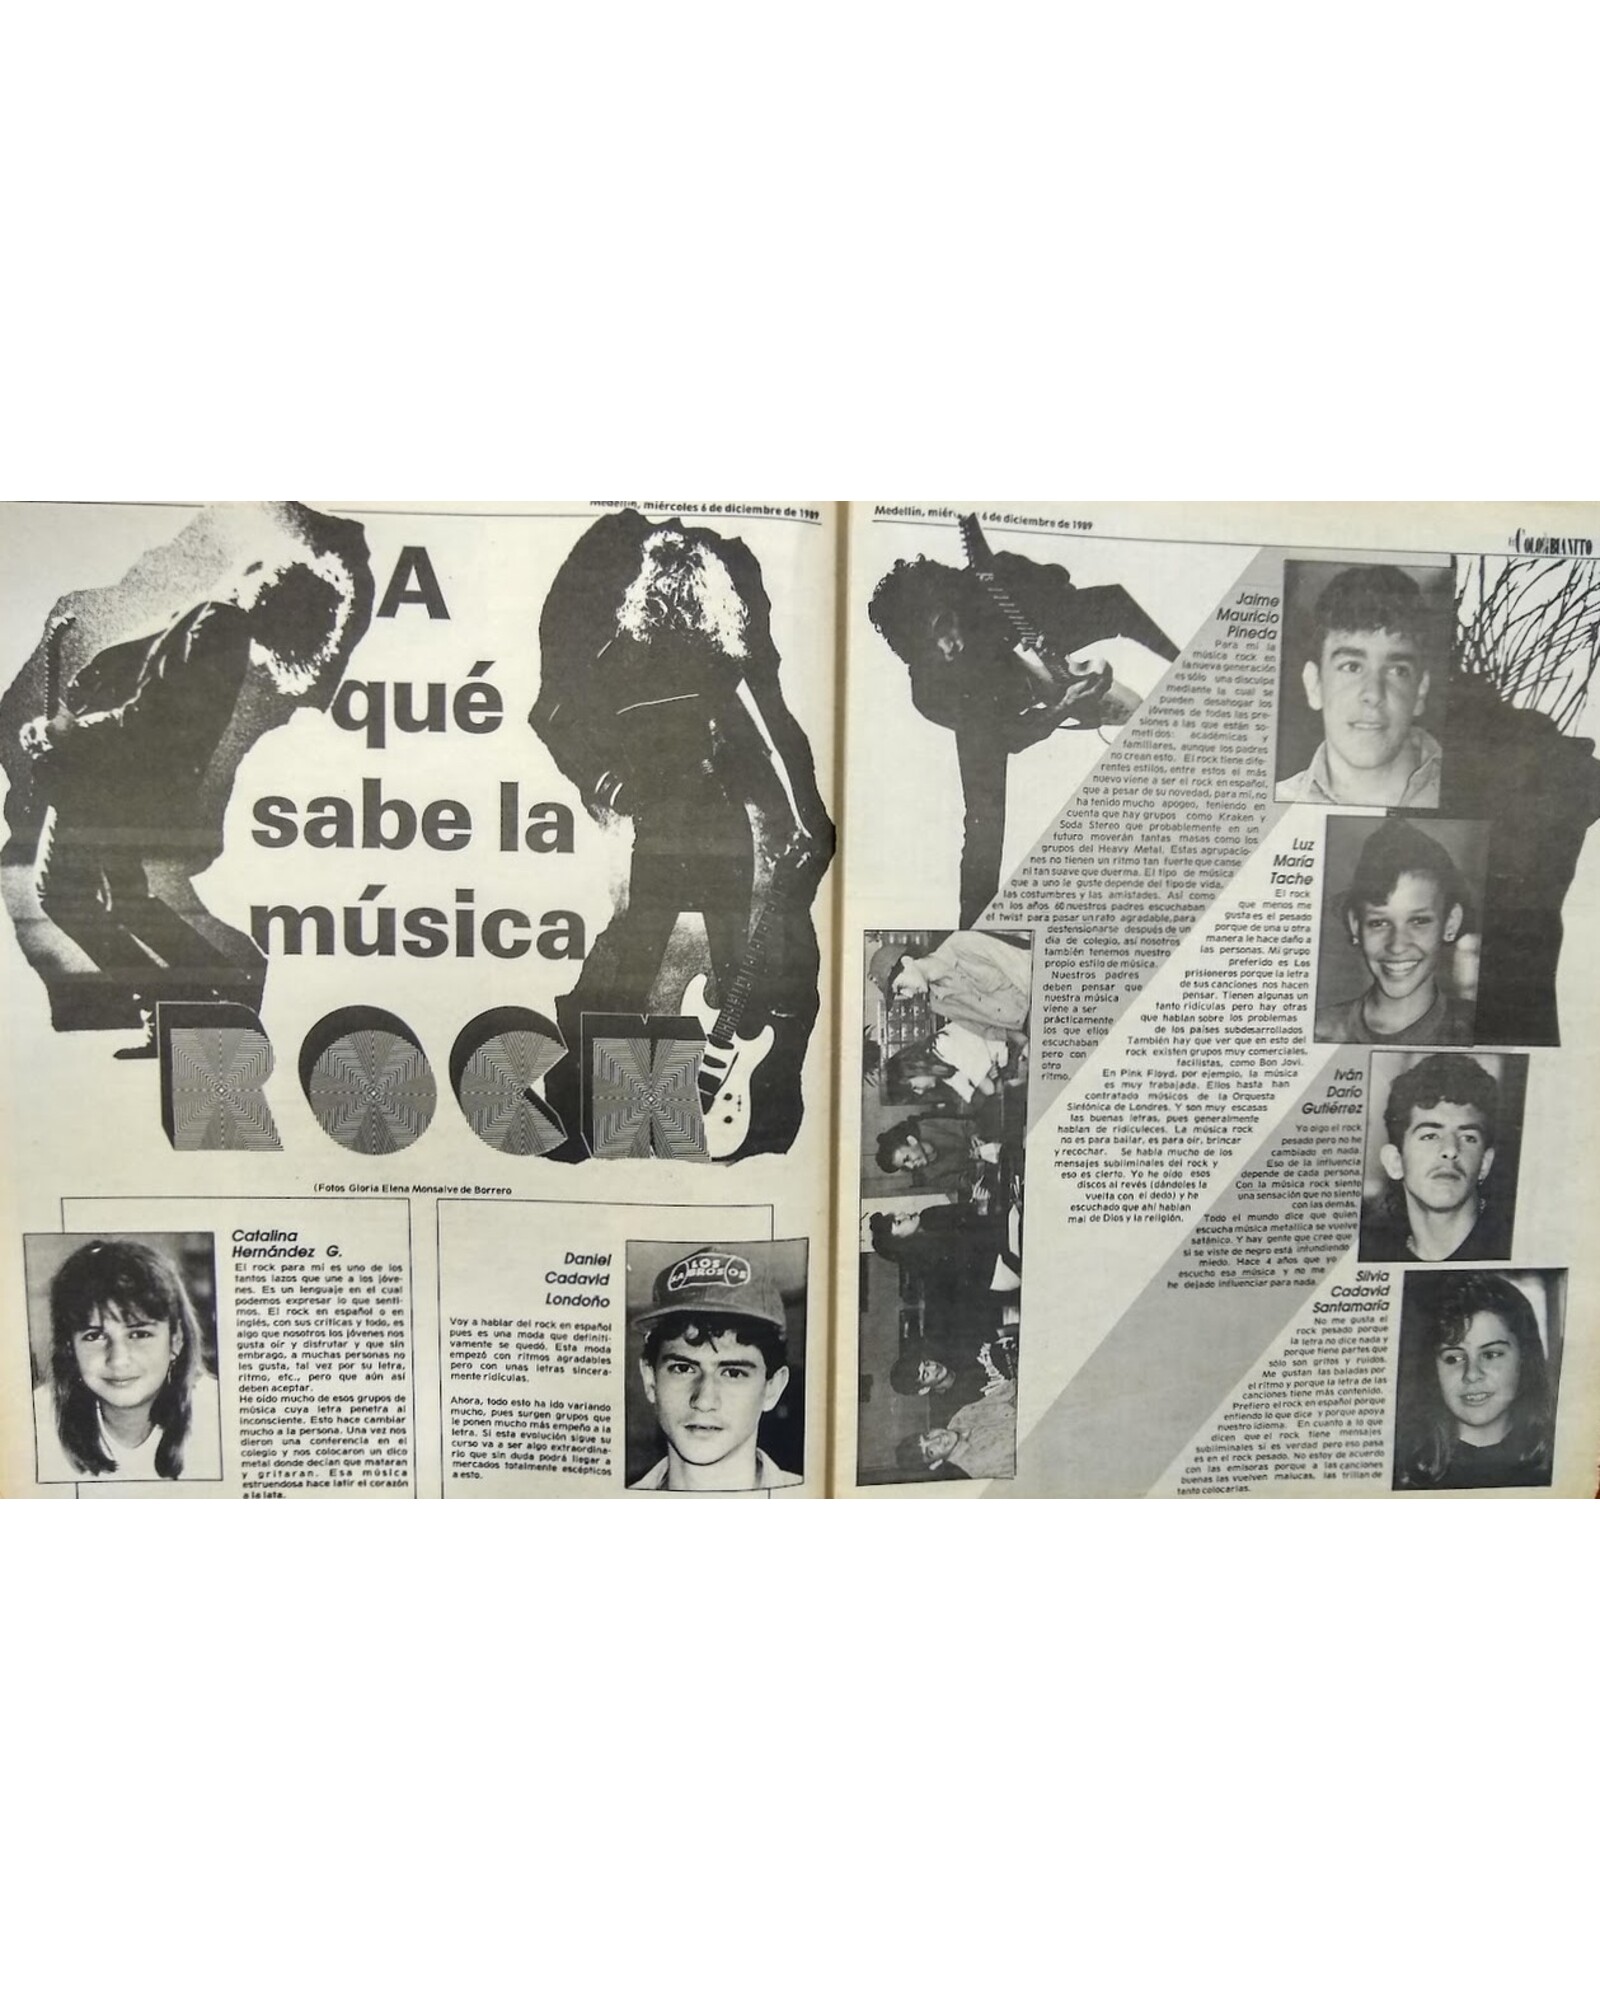 Medellín, miércoles 6 de diciembre de 1989
A
qué
sabe la
música
ROCK
(Fotos Gloria Elena Monsalve de Borrero
Catalina
Hernández G.
El rock para mí es uno de los
tantos lazos que une a los jóve-
nes. Es un lenguaje en el cual
podemos expresar lo que senti-
mos. El rock en español o en
inglés, con sus críticas y todo, es
algo que nosotros los jóvenes nos
gusta oír y disfrutar y que sin
embrago, a muchas personas no
les gusta, tal vez por su letra,
ritmo, etc., pero que aún así
deben aceptar.
He oído mucho de esos grupos de
música cuya letra penetra al
inconsciente. Esto hace cambiar
mucho a la persona. Una vez nos
dieron una conferencia en el
colegio y nos colocaron un dico
metal donde decían que mataran
y gritaran. Esa música
estruendosa hace latir el corazón
a la lata.
Daniel
Cadavid
Londoño
Voy a hablar del rock en español
pues es una moda que definiti-
vamente se quedó. Esta moda
empezó con ritmos agradables
pero con unas letras sincera-
mente ridículas.
Ahora, todo esto ha ido variando
mucho, pues surgen grupos que
le ponen mucho más empeño a la
letra. Si esta evolución sigue su
curso va a ser algo extraordina-
rio que sin duda podrá llegar a
mercados totalmente escépticos
a esto.
LOS
SABROSOS
Medellín, miér 6 de diciembre de 1989
El COLOMBIANITO
Jaime
Mauricio
Pineda
Para mí la
música rock en
la nueva generación
es sólo una disculpa
mediante la cual se
pueden desahogar los
jóvenes de todas las pre-
siones a las que están so-
metidos: académicas y
familiares, aunque los padres
no crean esto. El rock tiene dife-
rentes estilos, entre estos el más
nuevo viene a ser el rock en español,
que a pesar de su novedad, para mí, no
ha tenido mucho apogeo, teniendo en
cuenta que hay grupos como Kraken y
Soda Stereo que probablemente en un
futuro moverán tantas masas como los
grupos del Heavy Metal. Estas agrupacio-
nes no tienen un ritmo tan fuerte que canse
ni tan suave que duerma. El tipo de música
que a uno le guste depende del tipo de vida,
las costumbres y las amistades. Así como
en los años 60 nuestros padres escuchaban
el twist para pasar un rato agradable, para
destensionarse después de un
día de colegio, así nosotros
también tenemos nuestro
propio estilo de música.
Nuestros padres
deben pensar que
nuestra música
viene a ser
prácticamente
los que ellos
escuchaban
pero con
otro
ritmo.
Luz
María
Tache
El rock
que menos me
gusta es el pesado
porque de una u otra
manera le hace daño a
las personas. Mi grupo
preferido es Los
prisioneros porque la letra
de sus canciones nos hacen
pensar. Tienen algunas un
tanto ridículas pero hay otras
que hablan sobre los problemas
de los países subdesarrollados
También hay que ver que en esto del
rock existen grupos muy comerciales,
facilistas, como Bon Jovi.
En Pink Floyd, por ejemplo, la música
es muy trabajada. Ellos hasta han
contratado músicos de la Orquesta
Sinfónica de Londres. Y son muy escasas
las buenas letras, pues generalmente
hablan de ridiculeces. La música rock
no es para bailar, es para oír, brincar
y recochar. Se habla mucho de los
mensajes subliminales del rock y
eso es cierto. Yo he oído esos
discos al revés (dándoles la
vuelta con el dedo) y he
escuchado que ahí hablan
mal de Dios y la religión.
Iván
Darío
Gutiérrez
Yo oigo el rock
pesado pero no he
cambiado en nada.
Eso de la influencia
depende de cada persona.
Con la música rock siento
una sensación que no siento
con las demás.
Todo el mundo dice que quien
escucha música metallica se vuelve
satánico. Y hay gente que cree que
si se viste de negro está infundiendo
miedo. Hace 4 años que yo
escucho esa música y no me
he dejado influenciar para nada.
Silvia
Cadavid
Santamaría
No me gusta el
rock pesado porque
la letra no dice nada y
porque tiene partes que
sólo son gritos y ruidos.
Me gustan las baladas por
el ritmo y porque la letra de las
canciones tiene más contenido.
Prefiero el rock en español porque
entiendo lo que dice y porque apoya
nuestro idioma. En cuanto a lo que
dicen que el rock tiene mensajes
subliminales sí es verdad pero eso pasa
es en el rock pesado. No estoy de acuerdo
con las emisoras porque a las canciones
buenas las vuelven malucas, las trillan de
tanto colocarlas.